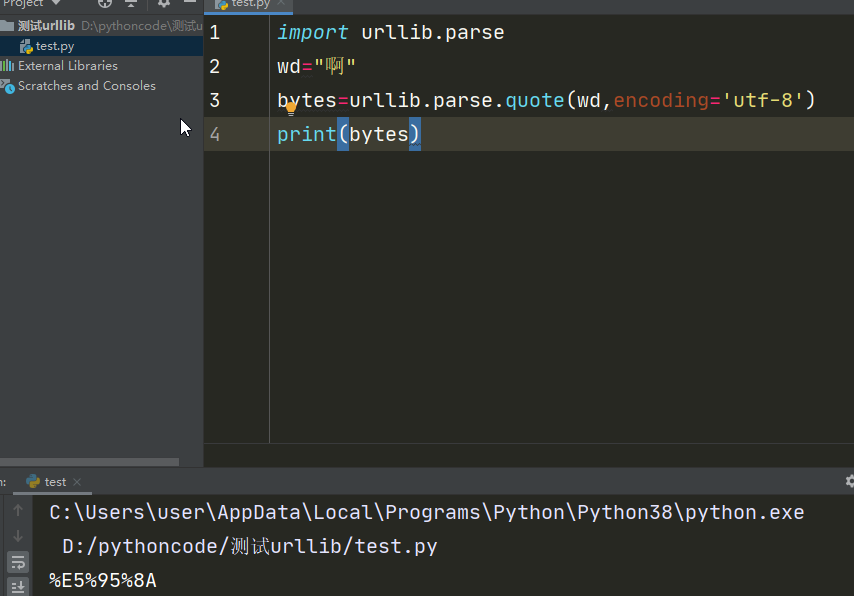 Project
test.py
测试urllib D:\pythoncode\测试u
test.py
External Libraries
Scratches and Consoles
1 import urllib.parse
2 wd="啊"
3 bytes=urllib.parse.quote(wd,encoding='utf-8')
4 print(bytes)
n: test
C:\Users\user\AppData\Local\Programs\Python\Python38\python.exe
D:/pythoncode/测试urllib/test.py
%E5%95%8A